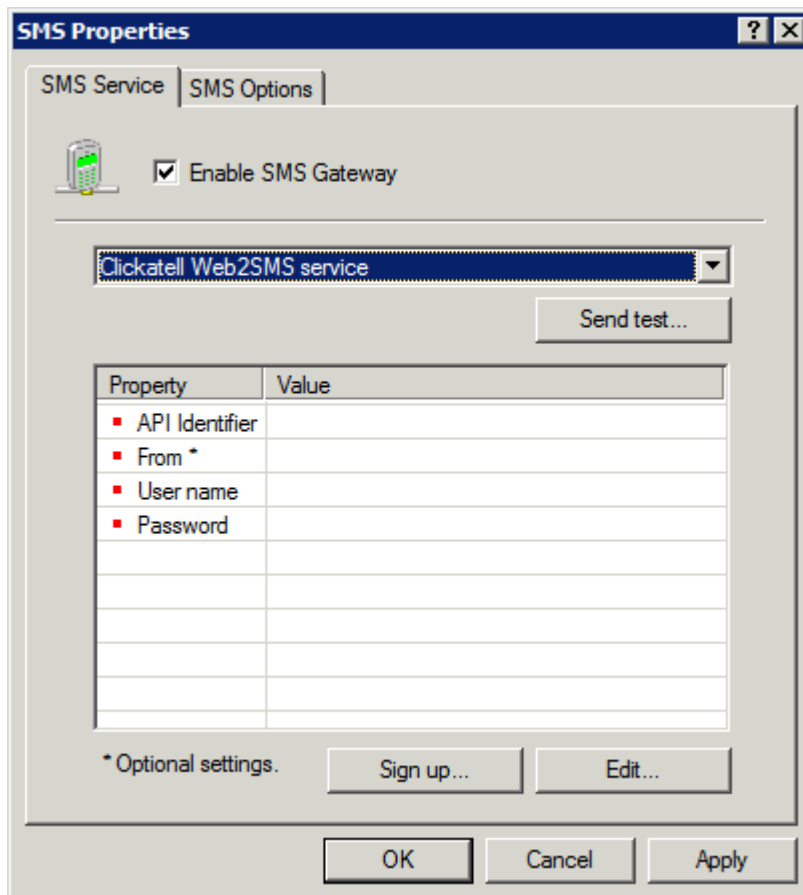 SMS Properties
SMS Service SMS Options
Enable SMS Gateway
Clickatell Web2SMS service
Send test...
Property Value
API Identifier
From *
User name
Password
* Optional settings. Sign up... Edit...
OK Cancel Apply